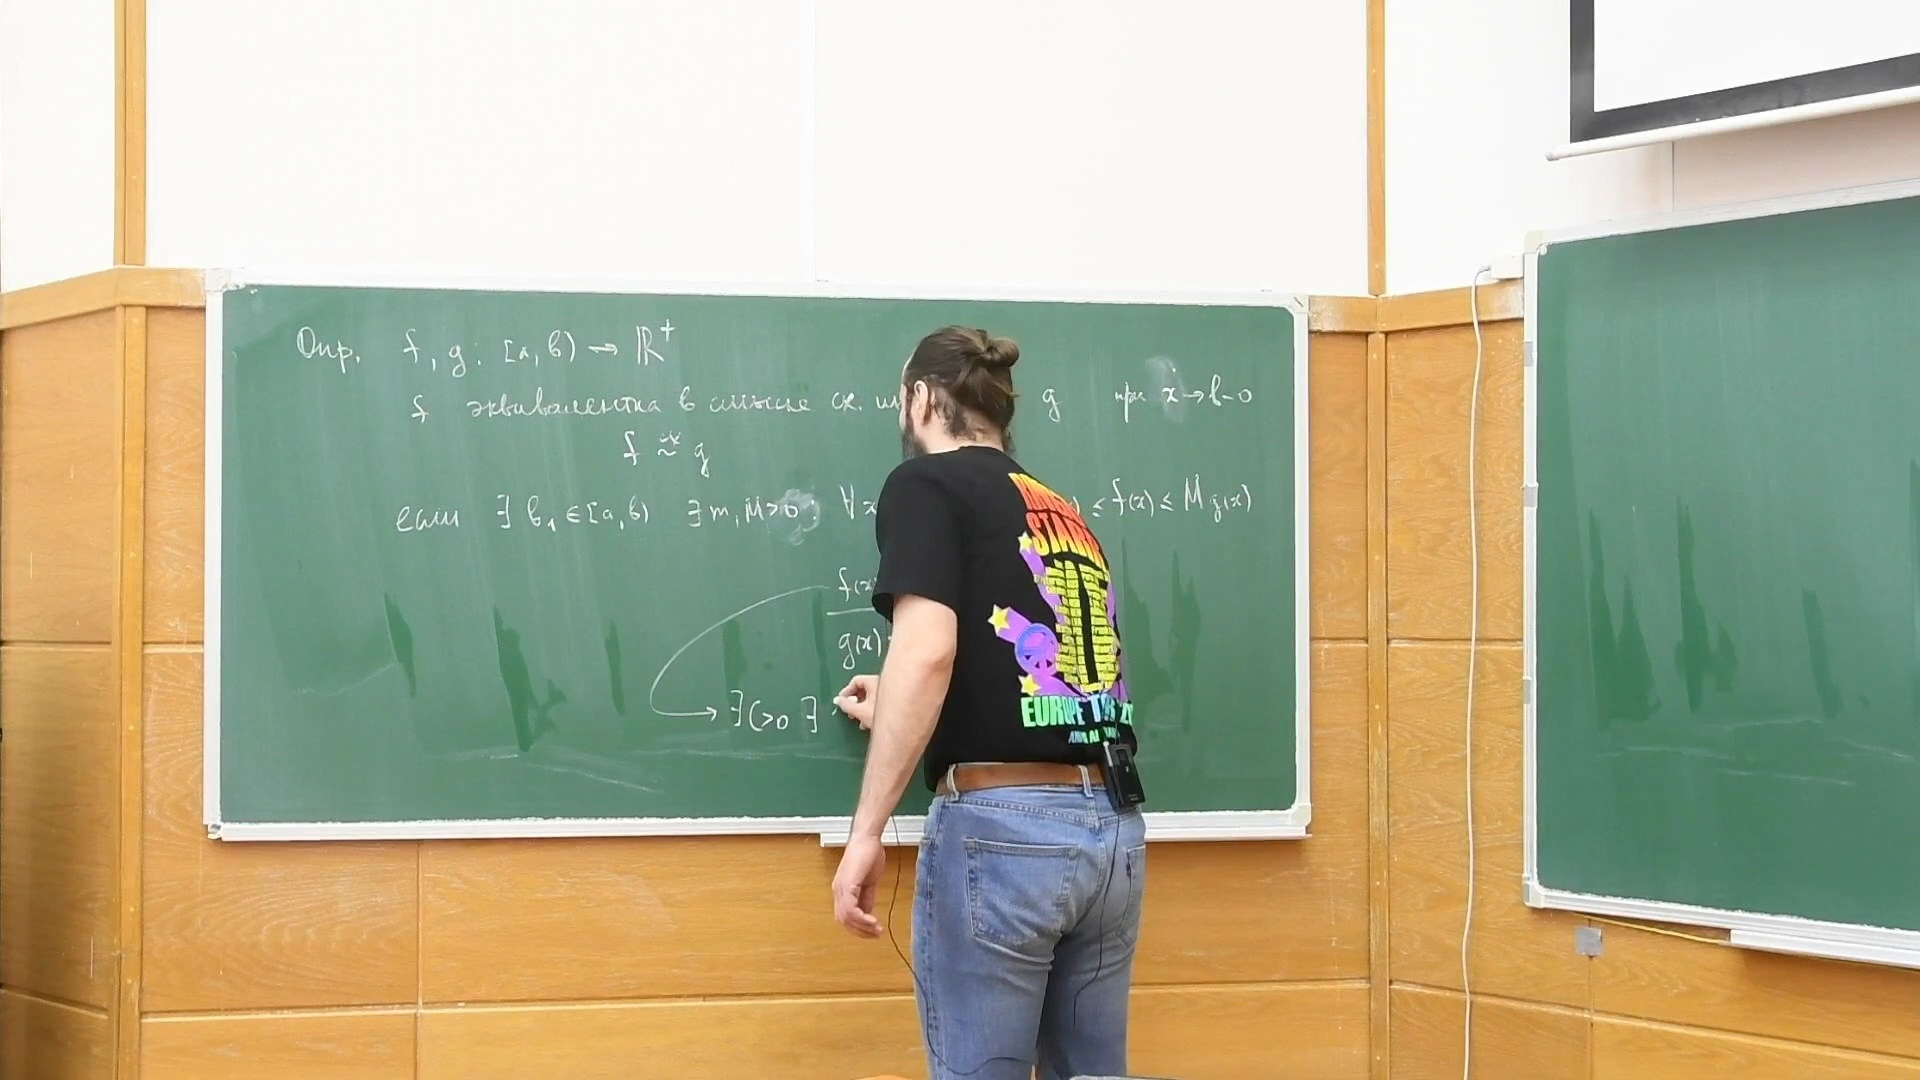 Опр. f, g: [a, b) → ℝ⁺
f эквивалентна в смысле сх. g при x→b-0
f ≈ g
если ∃ b₁ ∈ [a, b) ∃ m, M>0 ∀x ≤ f(x) ≤ M g(x)
f(x
g(x)
∃ C>0 ∃
EUROPE